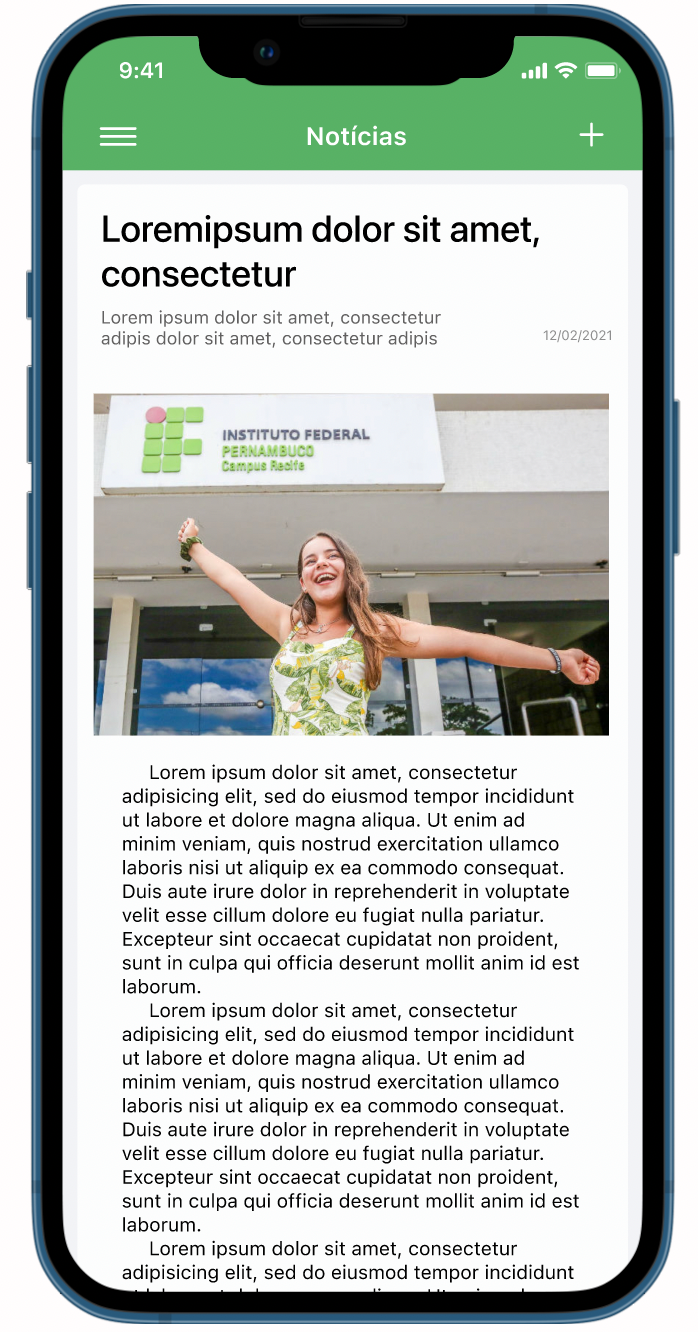 9:41
Notícias
Loremipsum dolor sit amet,
consectetur
Lorem ipsum dolor sit amet, consectetur
adipis dolor sit amet, consectetur adipis
12/02/2021
INSTITUTO FEDERAL
PERNAMBUCO
Campus Recife
Lorem ipsum dolor sit amet, consectetur
adipisicing elit, sed do eiusmod tempor incididunt
ut labore et dolore magna aliqua. Ut enim ad
minim veniam, quis nostrud exercitation ullamco
laboris nisi ut aliquip ex ea commodo consequat.
Duis aute irure dolor in reprehenderit in voluptate
velit esse cillum dolore eu fugiat nulla pariatur.
Excepteur sint occaecat cupidatat non proident,
sunt in culpa qui officia deserunt mollit anim id est
laborum.
Lorem ipsum dolor sit amet, consectetur
adipisicing elit, sed do eiusmod tempor incididunt
ut labore et dolore magna aliqua. Ut enim ad
minim veniam, quis nostrud exercitation ullamco
laboris nisi ut aliquip ex ea commodo consequat.
Duis aute irure dolor in reprehenderit in voluptate
velit esse cillum dolore eu fugiat nulla pariatur.
Excepteur sint occaecat cupidatat non proident,
sunt in culpa qui officia deserunt mollit anim id est
laborum.
Lorem ipsum dolor sit amet, consectetur
adipisicing elit, sed do eiusmod tempor incididunt